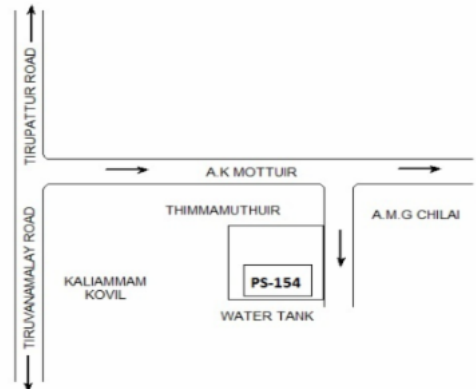 TIRUPATTUR ROAD
A.K MOTTUIR
THIMMAMUTHUIR
A.M.G CHILAI
TIRUVANAMALAY ROAD
KALIAMMAM
KOVIL
PS-154
WATER TANK